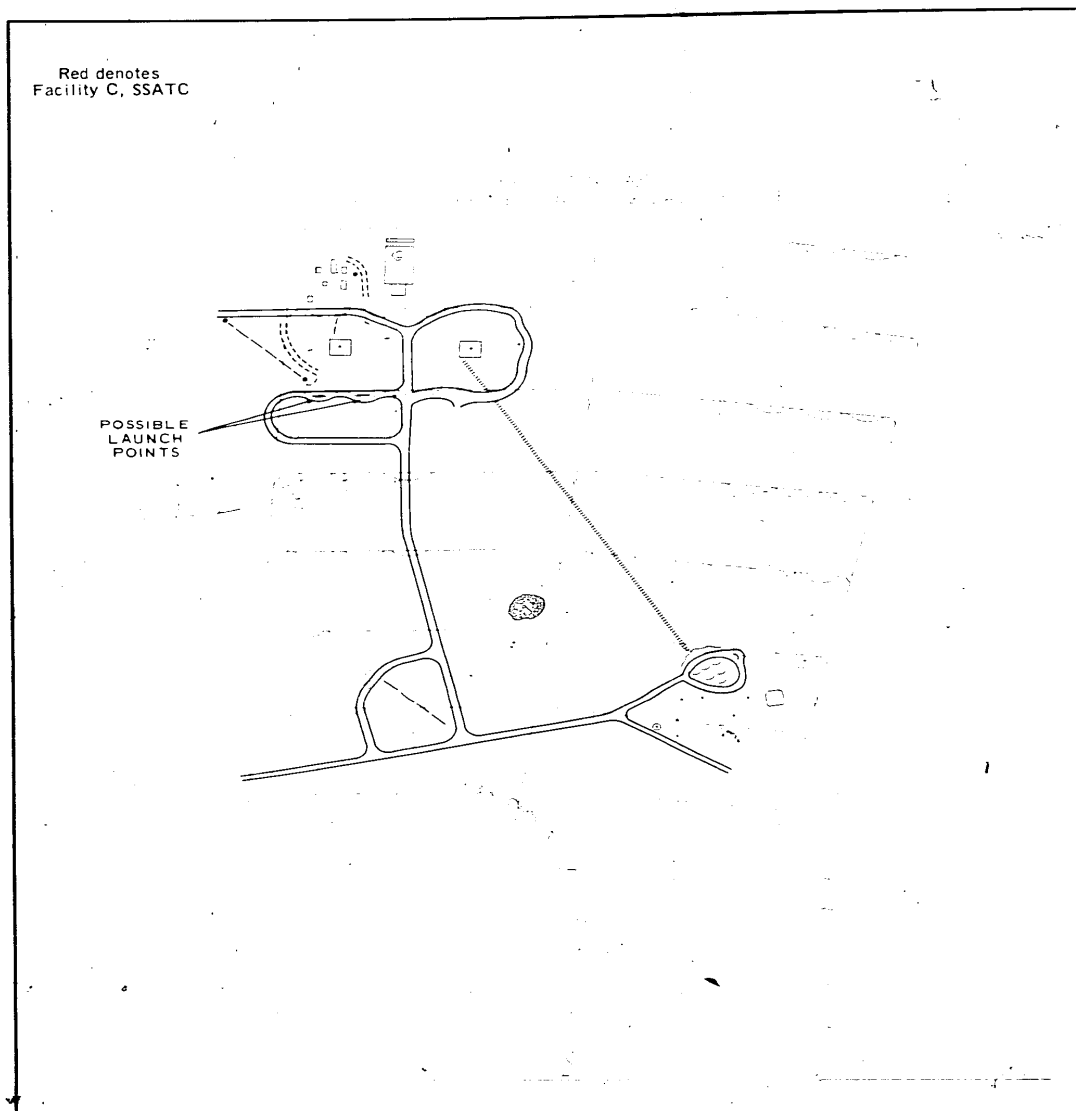 Red denotes
Facility C, SSATC
POSSIBLE
LAUNCH
POINTS